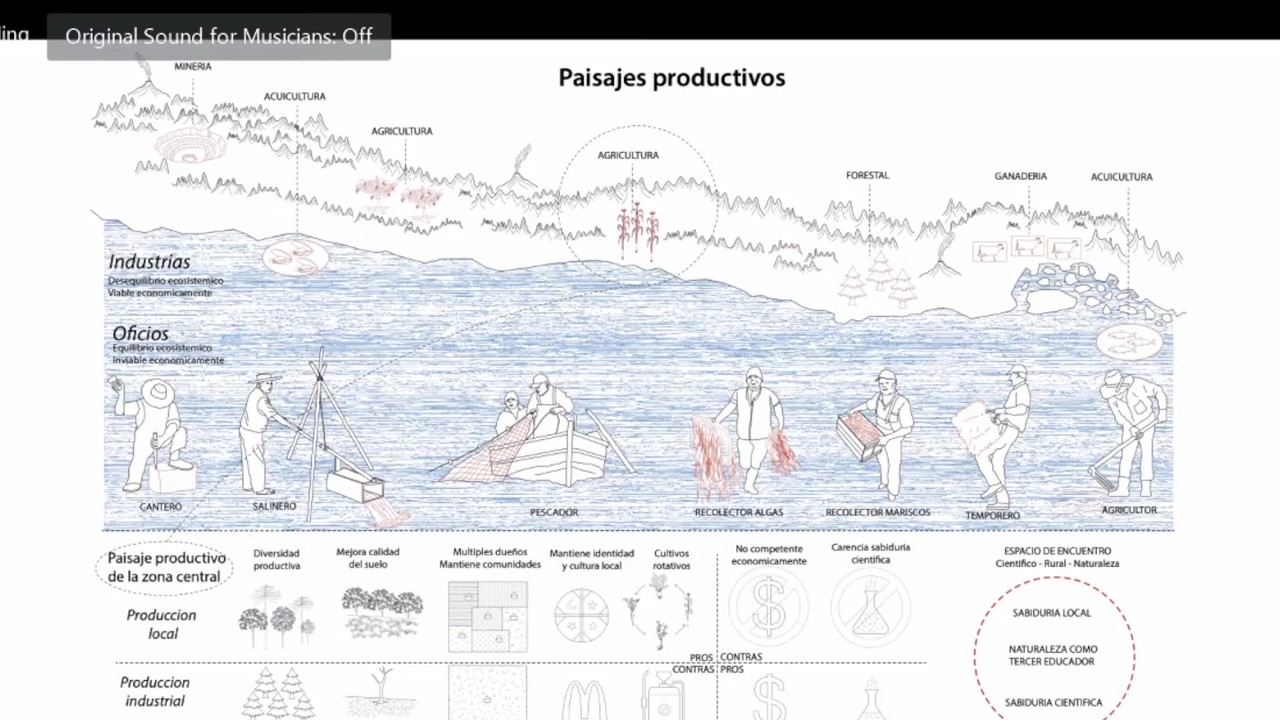 ling
Original Sound for Musicians: Off
Paisajes productivos
MINERIA
ACUICULTURA
AGRICULTURA
AGRICULTURA
FORESTAL
GANADERIA
ACUICULTURA
Industrias
Desequilibrio ecosistemico
Viable economicamente
Oficios
Equilibrio ecosistemico
Inviable economicamente
CANTERO
SALINERO
PESCADOR
RECOLECTOR ALGAS
RECOLECTOR MARISCOS
TEMPORERO
AGRICULTOR
Paisaje productivo
de la zona central
Diversidad
productiva
Mejora calidad
del suelo
Multiples dueños
Mantiene comunidades
Mantiene identidad
y cultura local
Cultivos
rotativos
No competente
economicamente
Carencia sabiduria
cientifica
ESPACIO DE ENCUENTRO
Cientifico - Rural - Naturaleza
Produccion
local
PROS
CONTRAS
CONTRAS
PROS
Produccion
industrial
SABIDURIA LOCAL
NATURALEZA COMO
TERCER EDUCADOR
SABIDURIA CIENTIFICA